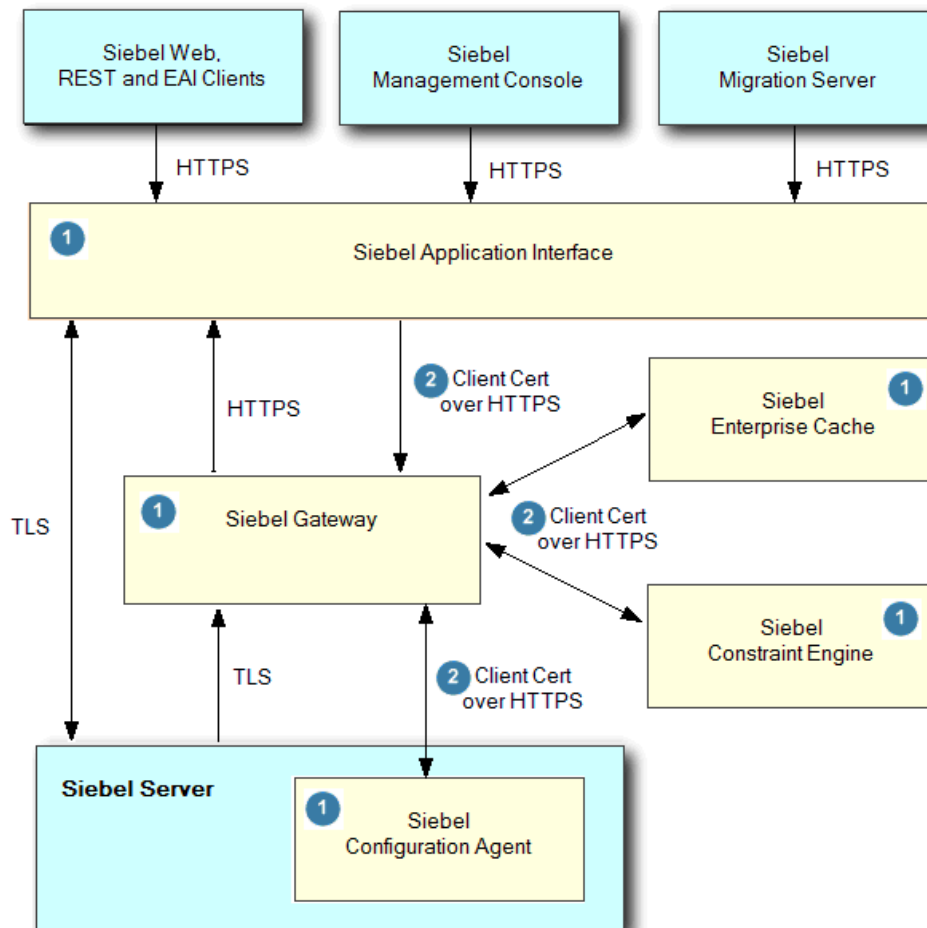 Siebel Web,
REST and EAI Clients
Siebel
Management Console
Siebel
Migration Server
HTTPS
HTTPS
HTTPS
1
Siebel Application Interface
2 Client Cert
over HTTPS
HTTPS
Siebel
Enterprise Cache
1
1
Siebel Gateway
2 Client Cert
over HTTPS
TLS
Siebel
Constraint Engine
1
TLS
2 Client Cert
over HTTPS
Siebel Server
1
Siebel
Configuration Agent